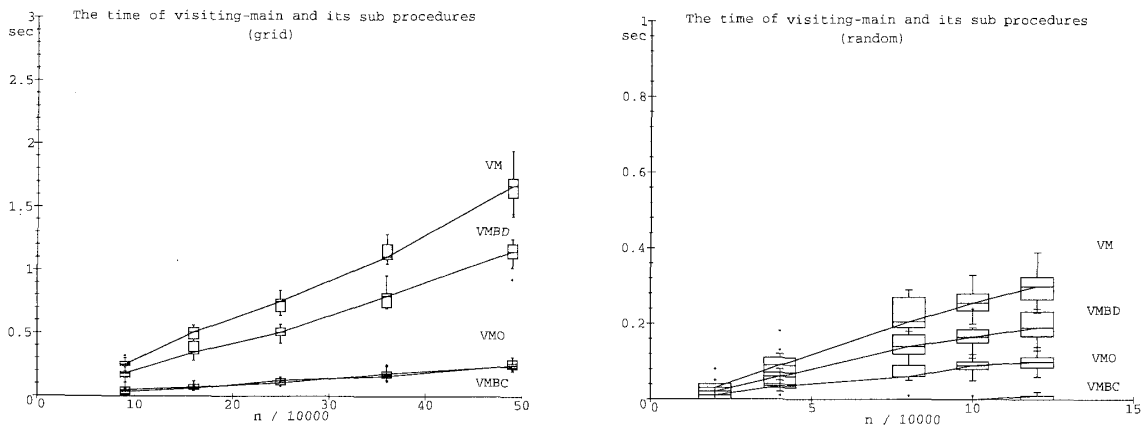 The time of visiting-main and its sub procedures
(grid)
3
sec
2.5
2
1.5
1
0.5
0
VM
VMBD
VMO
VMBC
0
10
20
30
40
50
n / 10000
The time of visiting-main and its sub procedures
(random)
1
sec
0.8
0.6
0.4
0.2
0
VM
VMBD
VMO
VMBC
0
5
10
15
n / 10000